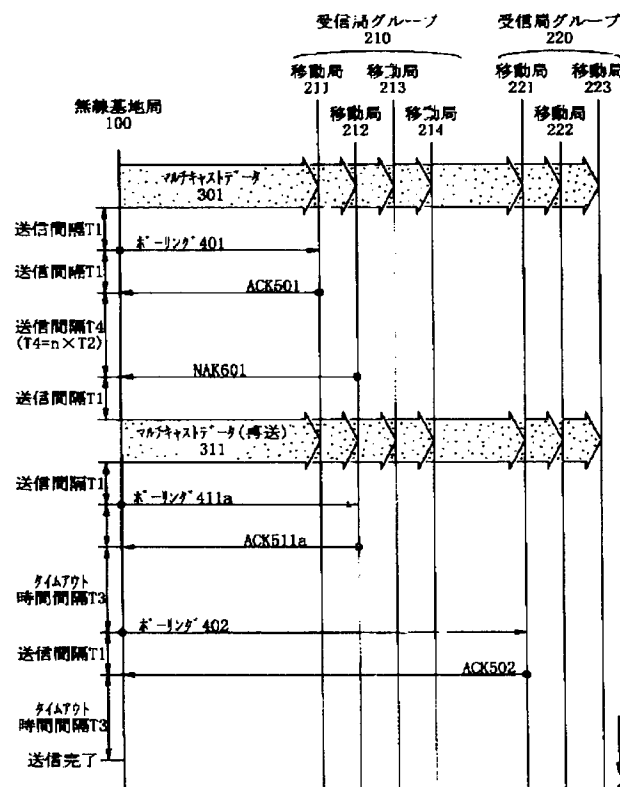 受信局グループ
210
受信局グループ
220
移動局
211
移動局
213
移動局
221
移動局
223
無線基地局
100
移動局
212
移動局
214
移動局
222
マルチキャストデータ
301
送信間隔T1
ポーリング401
送信間隔T1
ACK501
送信間隔T4
(T4=n×T2)
NAK601
送信間隔T1
マルチキャストデータ(再送)
311
送信間隔T1
ポーリング411a
ACK511a
タイムアウト
時間間隔T3
ポーリング402
送信間隔T1
ACK502
タイムアウト
時間間隔T3
送信完了